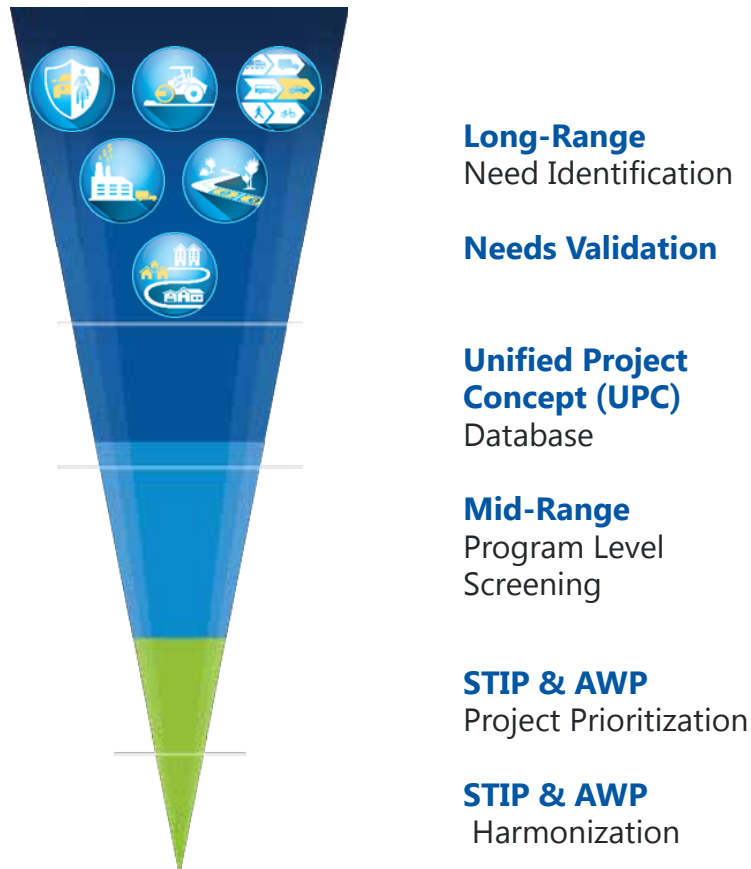 Long-Range
Need Identification
Needs Validation
Unified Project
Concept (UPC)
Database
Mid-Range
Program Level
Screening
STIP & AWP
Project Prioritization
STIP & AWP
Harmonization